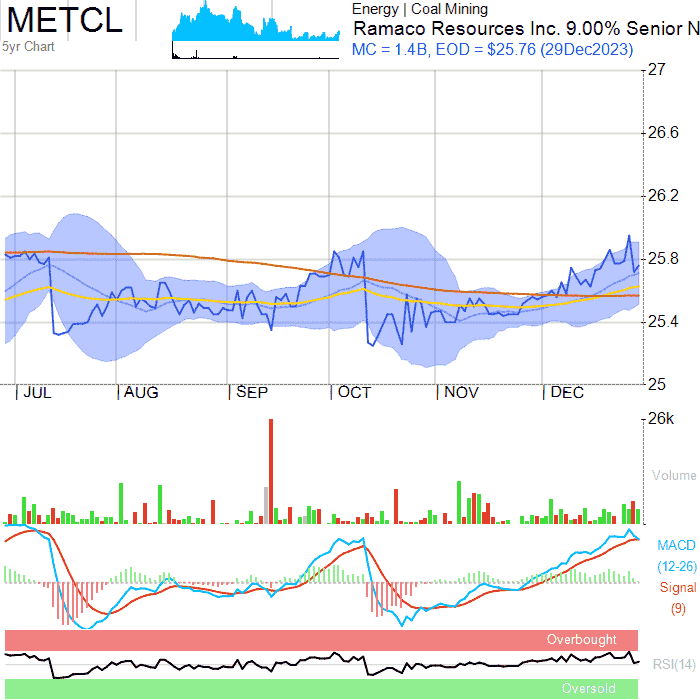 METCL
5yr Chart
Energy | Coal Mining
Ramaco Resources Inc. 9.00% Senior N
MC = 1.4B, EOD = $25.76 (29Dec2023)
27
26.6
26.2
25.8
25.4
25
JUL AUG SEP OCT NOV DEC
26k
Volume
MACD
(12-26)
Signal
(9)
Overbought
RSI(14)
Oversold